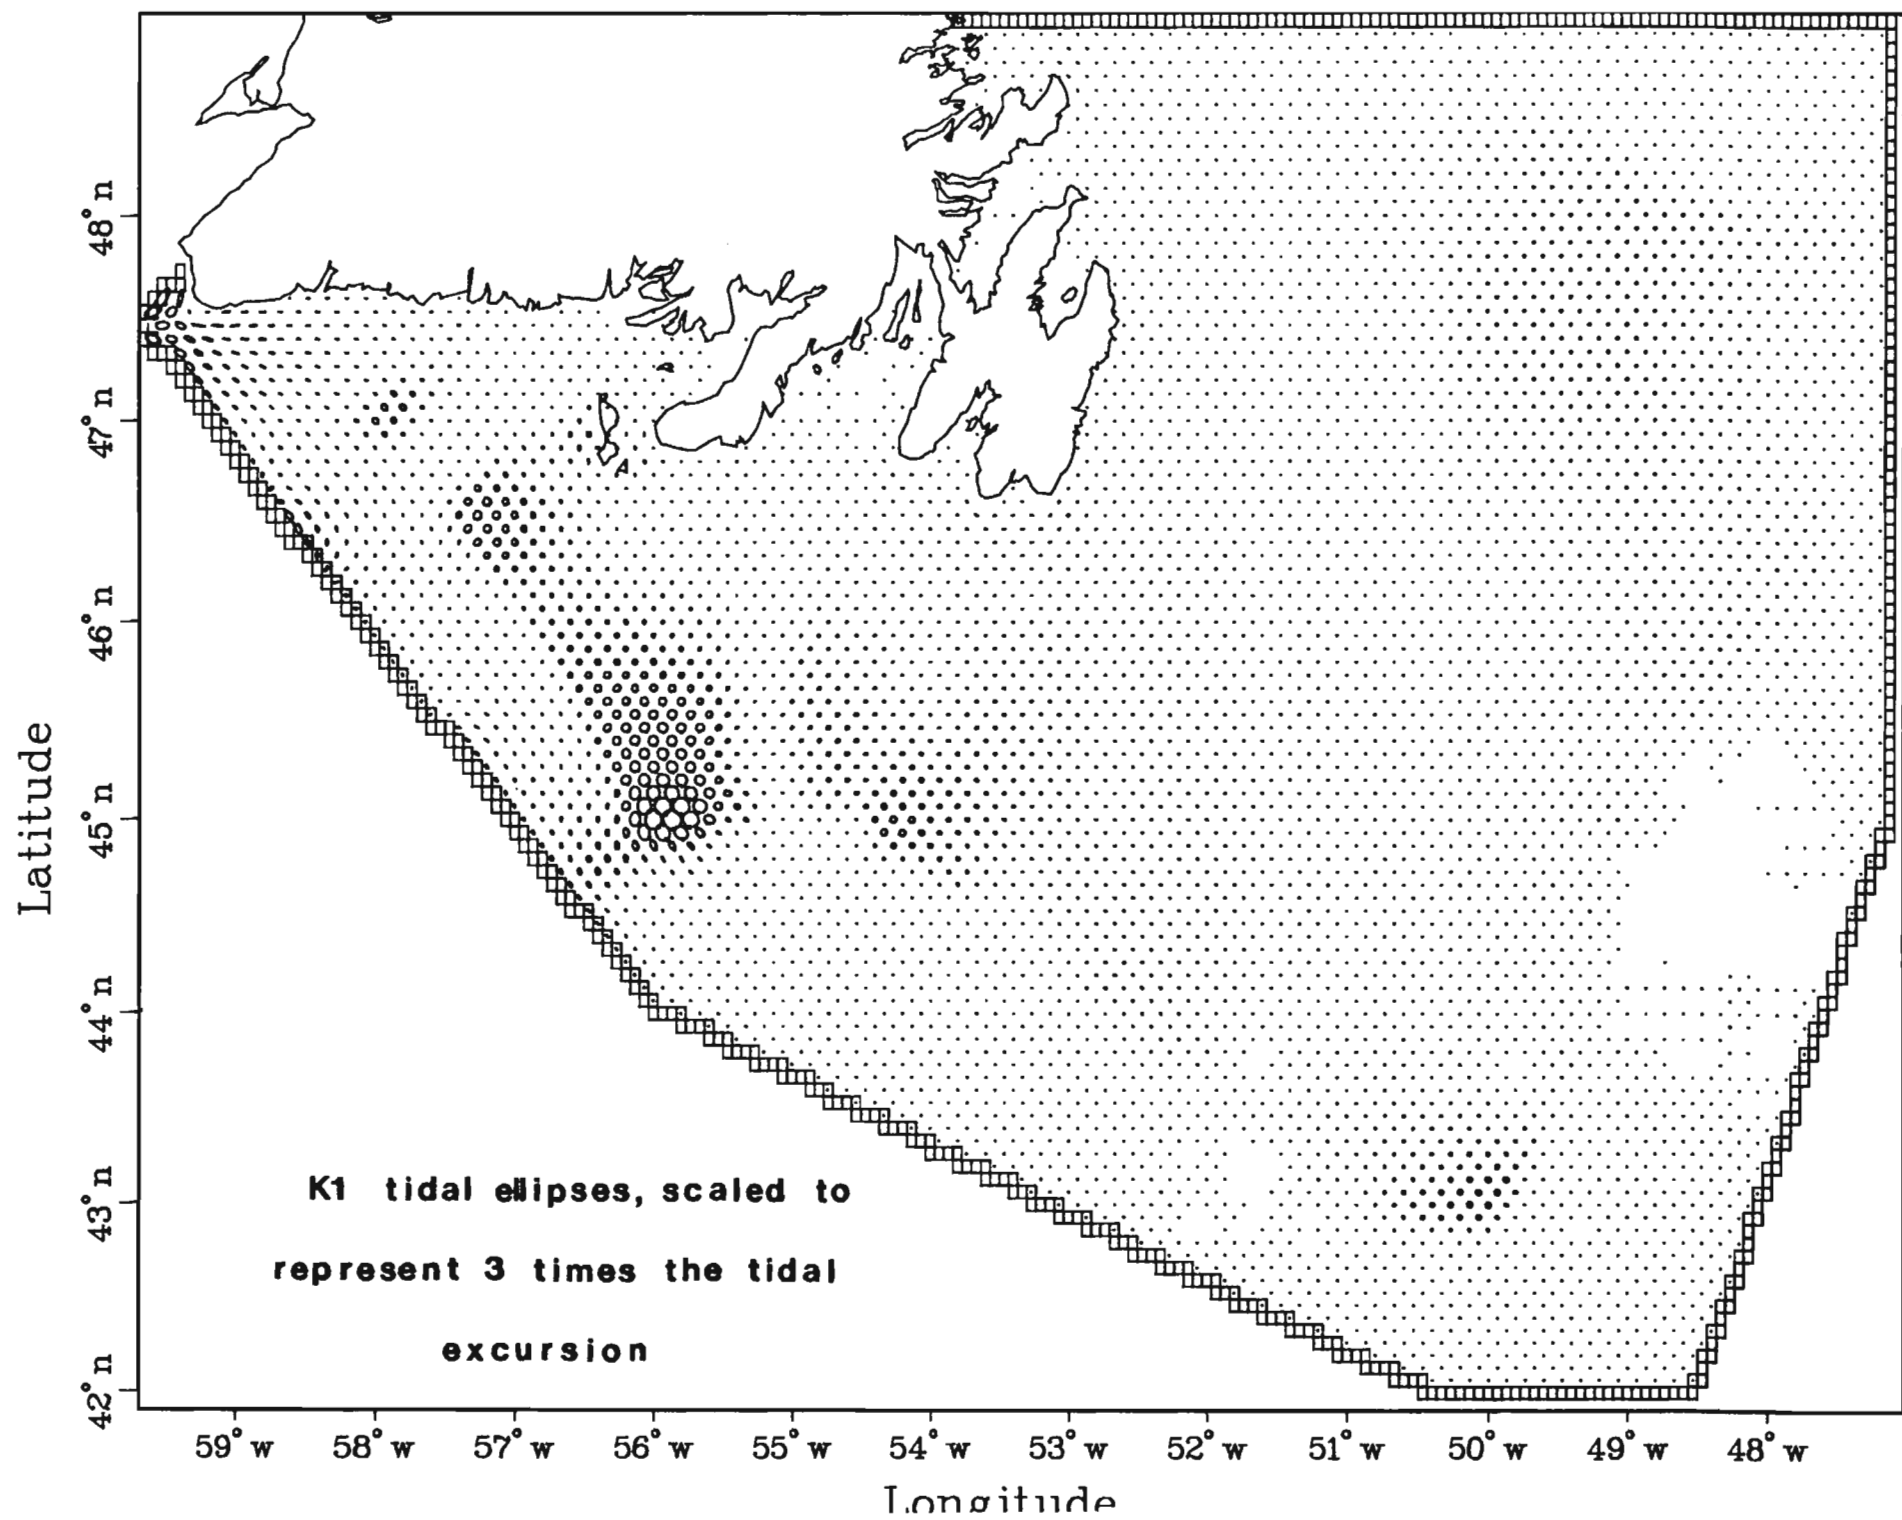 48° n
47° n
46° n
45° n
44° n
43° n
42° n
Latitude
K1 tidal ellipses, scaled to
represent 3 times the tidal
excursion
59° w 58° w 57° w 56° w 55° w 54° w 53° w 52° w 51° w 50° w 49° w 48° w
Longitude